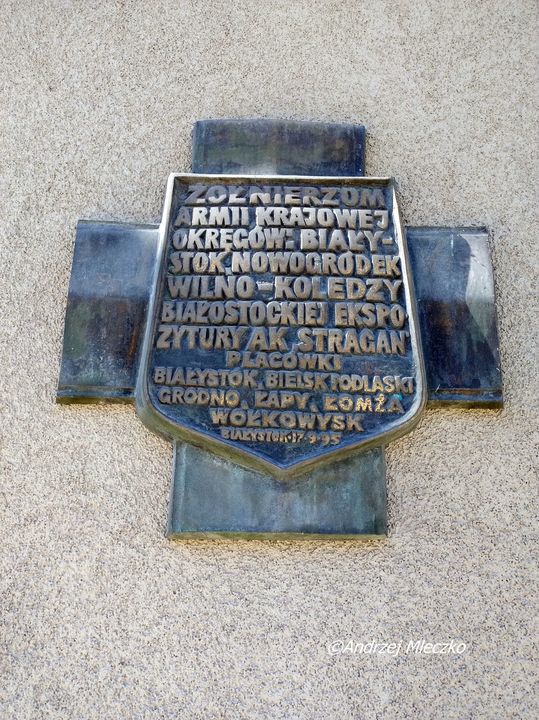 ŻOŁNIERZOM
ARMII KRAJOWEJ
OKRĘGÓW: BIAŁY-
STOK, NOWOGRÓDEK
WILNO-KOLEDZY
BIAŁOSTOCKIEJ EKSPO
ZYTURY AK „STRAGAN”
PLACÓWKI
BIAŁYSTOK, BIELSK PODLASKI
GRODNO, ŁAPY, ŁOMŻA
WOŁKOWYSK
BIAŁYSTOK·17·9·95
©Andrzej Mleczko